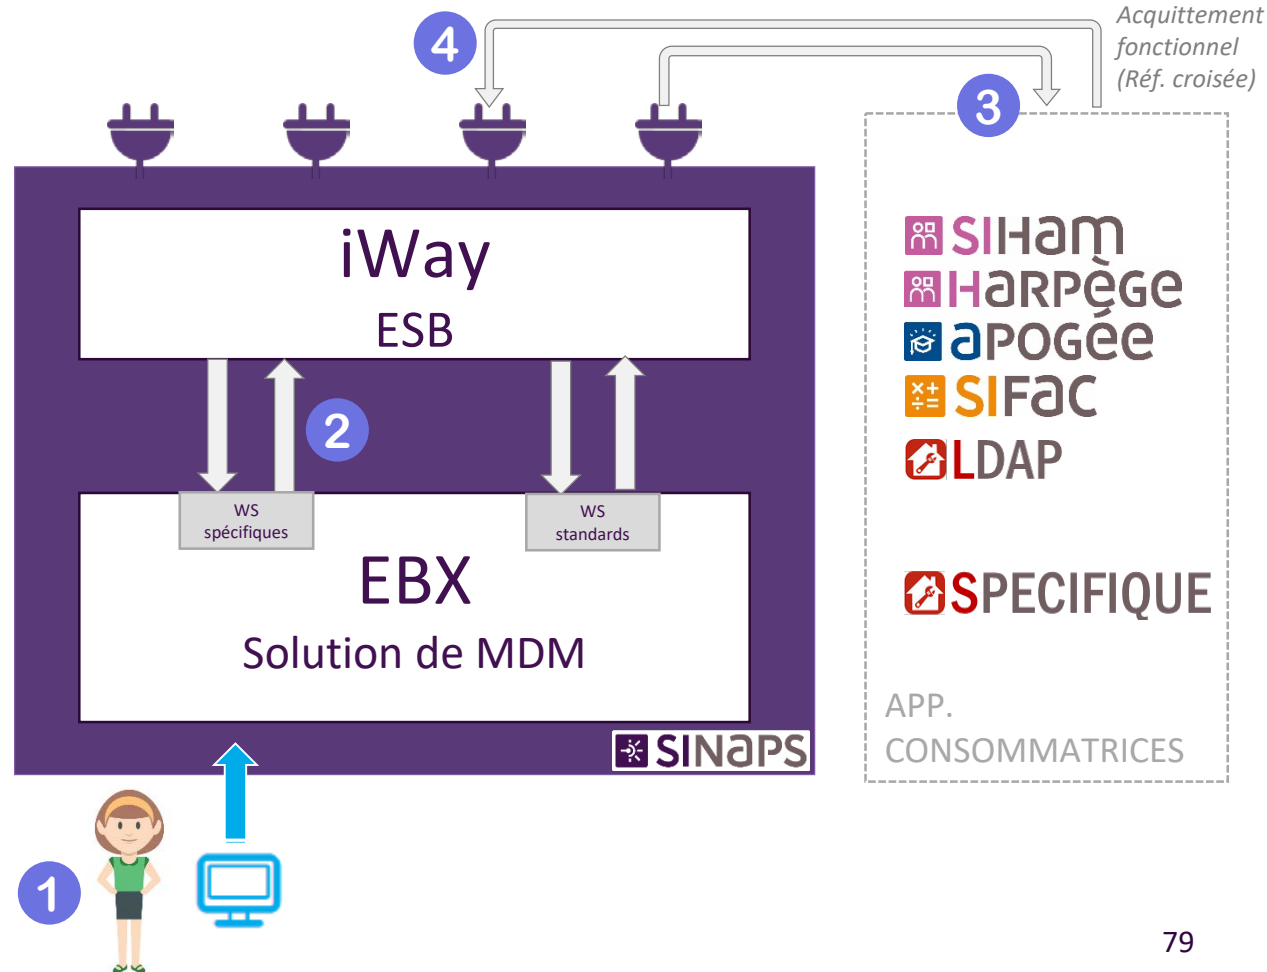 Acquittement
fonctionnel
(Réf. croisée)
4
3
iWay
ESB
2
WS
spécifiques
WS
standards
EBX
Solution de MDM
SINAPS
SIHAM
HARPÈGE
APOGÉE
SIFAC
LDAP
SPECIFIQUE
APP.
CONSOMMATRICES
1
79